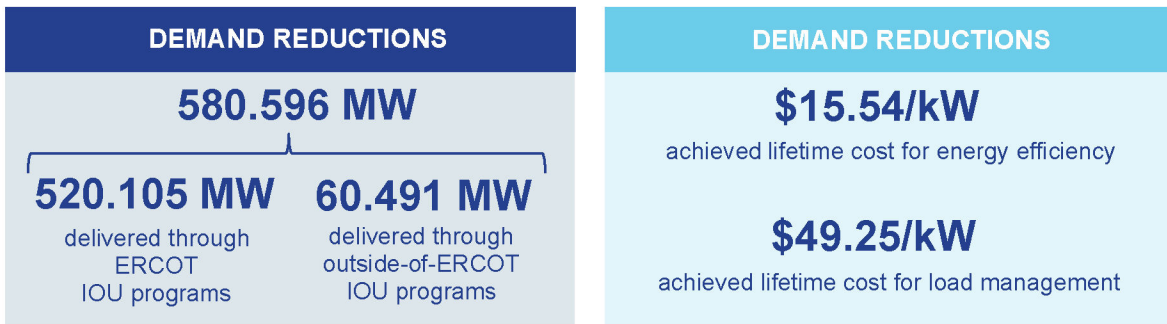 DEMAND REDUCTIONS
580.596 MW
520.105 MW
delivered through
ERCOT
IOU programs
60.491 MW
delivered through
outside-of-ERCOT
IOU programs
DEMAND REDUCTIONS
$15.54/kW
achieved lifetime cost for energy efficiency
$49.25/kW
achieved lifetime cost for load management